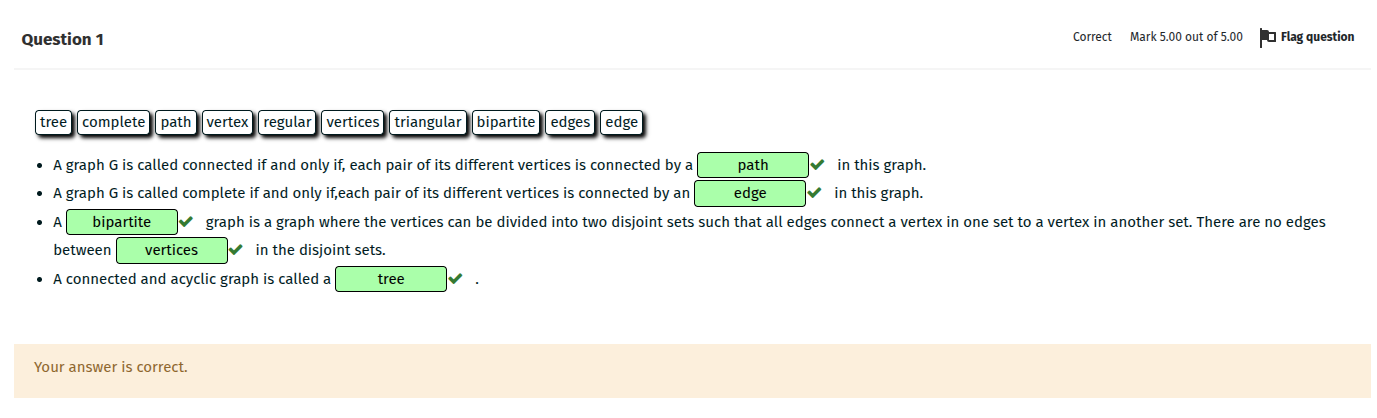 Question 1
Correct Mark 5.00 out of 5.00 Flag question
tree complete path vertex regular vertices triangular bipartite edges edge
A graph G is called connected if and only if, each pair of its different vertices is connected by a path in this graph.
A graph G is called complete if and only if,each pair of its different vertices is connected by an edge in this graph.
A bipartite graph is a graph where the vertices can be divided into two disjoint sets such that all edges connect a vertex in one set to a vertex in another set. There are no edges
between vertices in the disjoint sets.
A connected and acyclic graph is called a tree .
Your answer is correct.